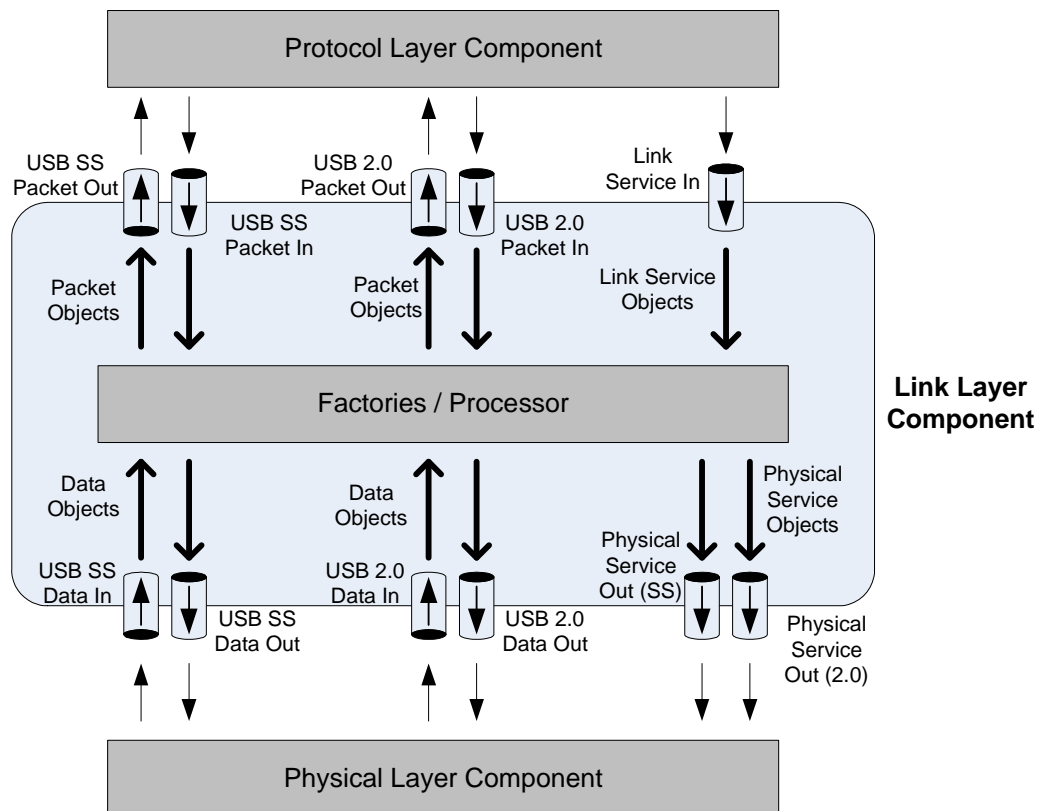 Protocol Layer Component
USB SS
Packet Out
USB SS
Packet In
USB 2.0
Packet Out
USB 2.0
Packet In
Link
Service In
Packet
Objects
Packet
Objects
Link Service
Objects
Factories / Processor
Link Layer
Component
Data
Objects
Data
Objects
Physical
Service
Objects
USB SS
Data In
USB SS
Data Out
USB 2.0
Data In
USB 2.0
Data Out
Physical
Service
Out (SS)
Physical
Service
Out (2.0)
Physical Layer Component